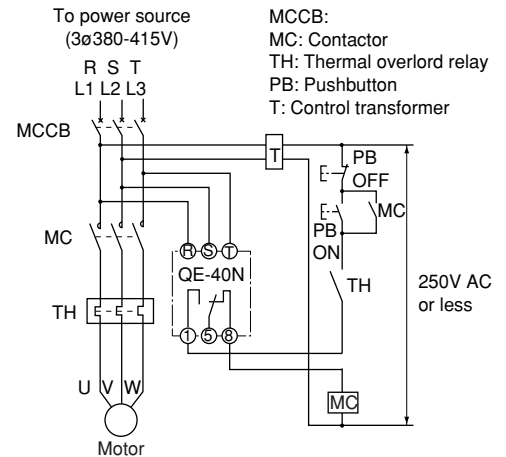 To power source
(3ø380-415V)
R S T
L1 L2 L3
MCCB:
MC: Contactor
TH: Thermal overlord relay
PB: Pushbutton
T: Control transformer
MCCB
T
PB
OFF
MC
PB
ON
MC
R S T
QE-40N
TH
250V AC
or less
TH
1 5 8
U V W
MC
Motor